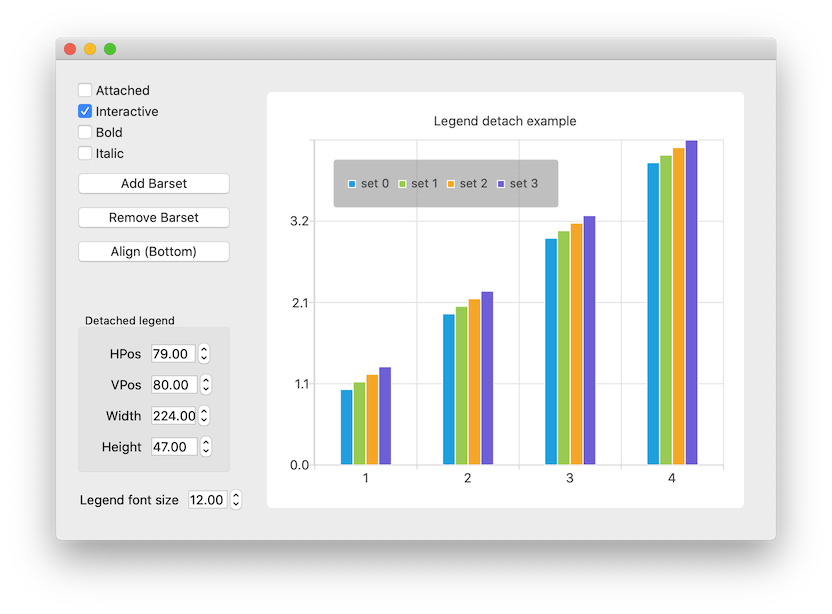 Attached
Interactive
Bold
Italic
Add Barset
Remove Barset
Align (Bottom)
Detached legend
HPos 79.00
VPos 80.00
Width 224.00
Height 47.00
Legend font size 12.00
Legend detach example
set 0 set 1 set 2 set 3
3.2
2.1
1.1
0.0
1 2 3 4